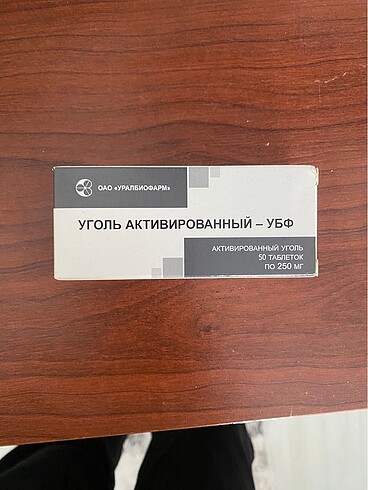 ОАО «УРАЛБИОФАРМ»
УГОЛЬ АКТИВИРОВАННЫЙ – УБФ
АКТИВИРОВАННЫЙ УГОЛЬ
50 ТАБЛЕТОК
ПО 250 МГ